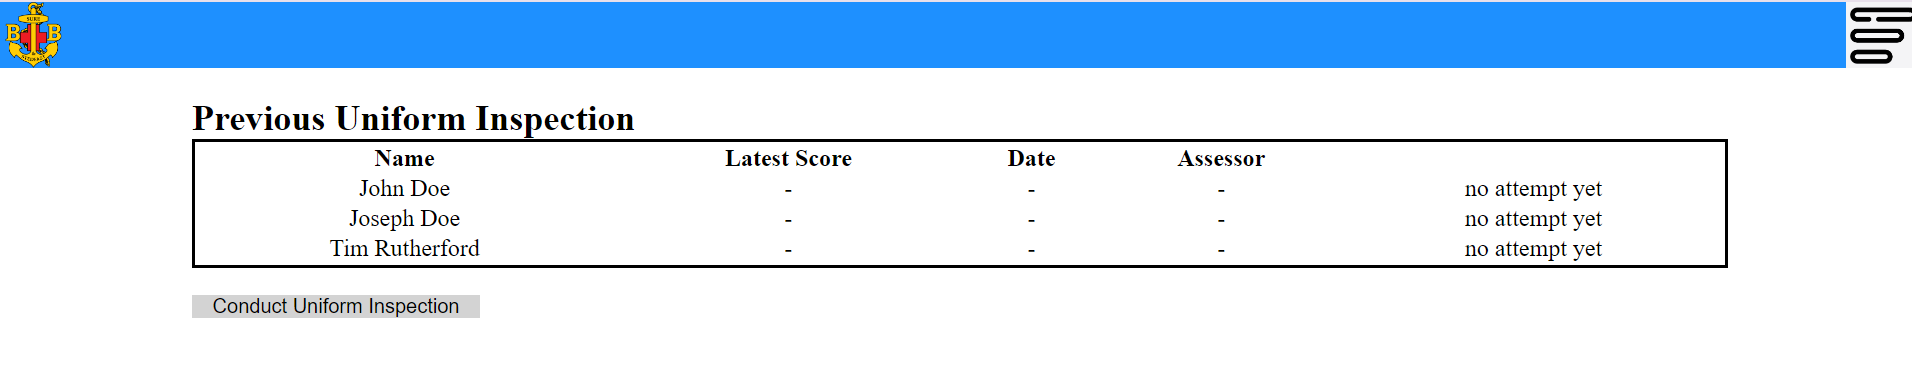 SURE
B B
Previous Uniform Inspection
Name Latest Score Date Assessor
John Doe - - - no attempt yet
Joseph Doe - - - no attempt yet
Tim Rutherford - - - no attempt yet
Conduct Uniform Inspection